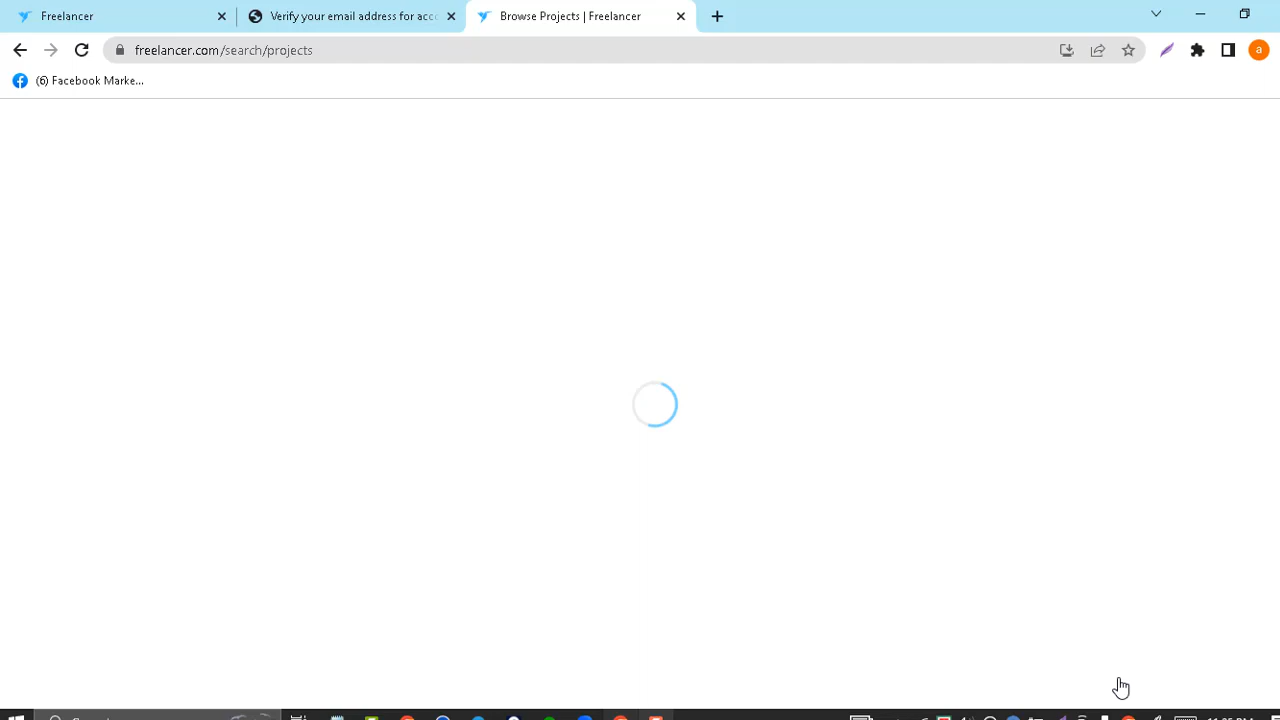 Freelancer
Verify your email address for acc
Browse Projects | Freelancer
freelancer.com/search/projects
a
(6) Facebook Marke...